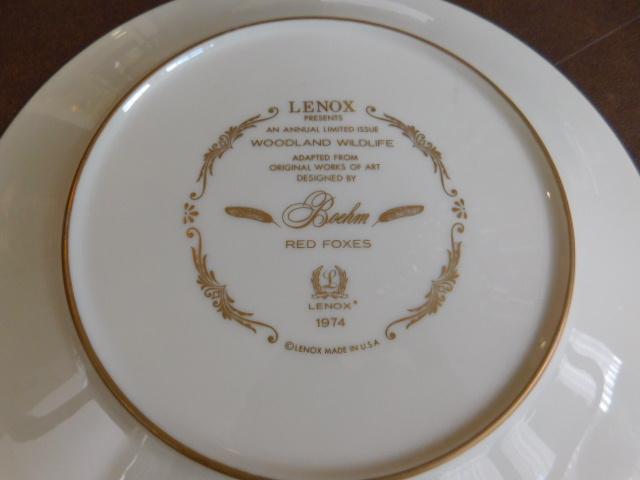 LENOX
PRESENTS
AN ANNUAL LIMITED ISSUE
WOODLAND WILDLIFE
ADAPTED FROM
ORIGINAL WORKS OF ART
DESIGNED BY
Boehm
RED FOXES
L
LENOX®
1974
©LENOX MADE IN U.S.A